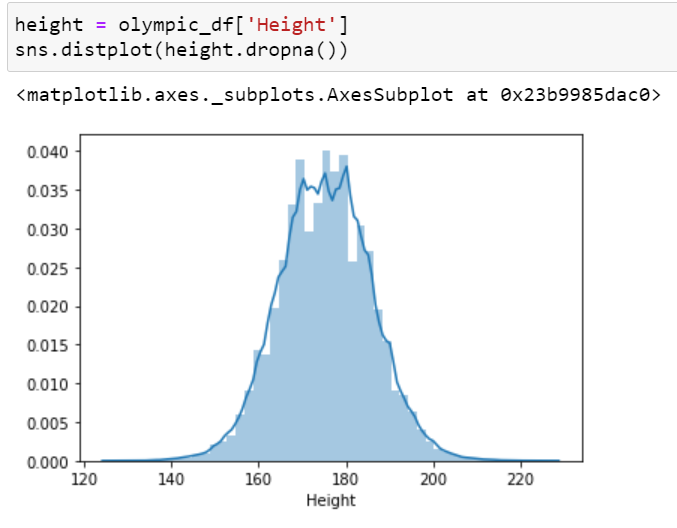 height = olympic_df['Height']
sns.distplot(height.dropna())
<matplotlib.axes._subplots.AxesSubplot at 0x23b9985dac0>
0.040
0.035
0.030
0.025
0.020
0.015
0.010
0.005
0.000
120 140 160 180 200 220
Height